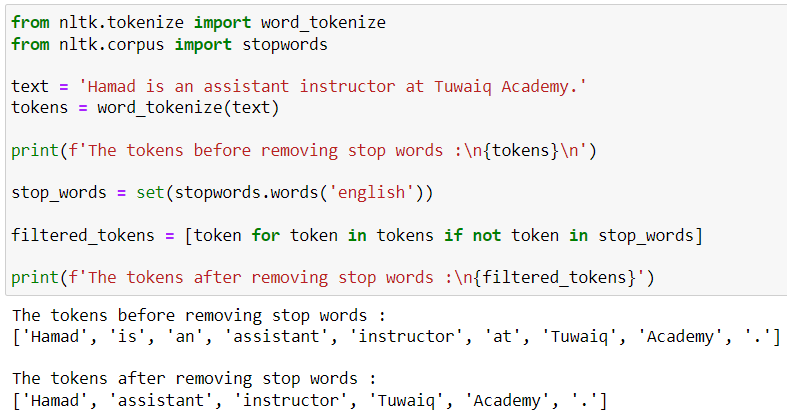 from nltk.tokenize import word_tokenize
from nltk.corpus import stopwords
text = 'Hamad is an assistant instructor at Tuwaiq Academy.'
tokens = word_tokenize(text)
print(f'The tokens before removing stop words :\n{tokens}\n')
stop_words = set(stopwords.words('english'))
filtered_tokens = [token for token in tokens if not token in stop_words]
print(f'The tokens after removing stop words :\n{filtered_tokens}')
The tokens before removing stop words :
['Hamad', 'is', 'an', 'assistant', 'instructor', 'at', 'Tuwaiq', 'Academy', '.']
The tokens after removing stop words :
['Hamad', 'assistant', 'instructor', 'Tuwaiq', 'Academy', '.']